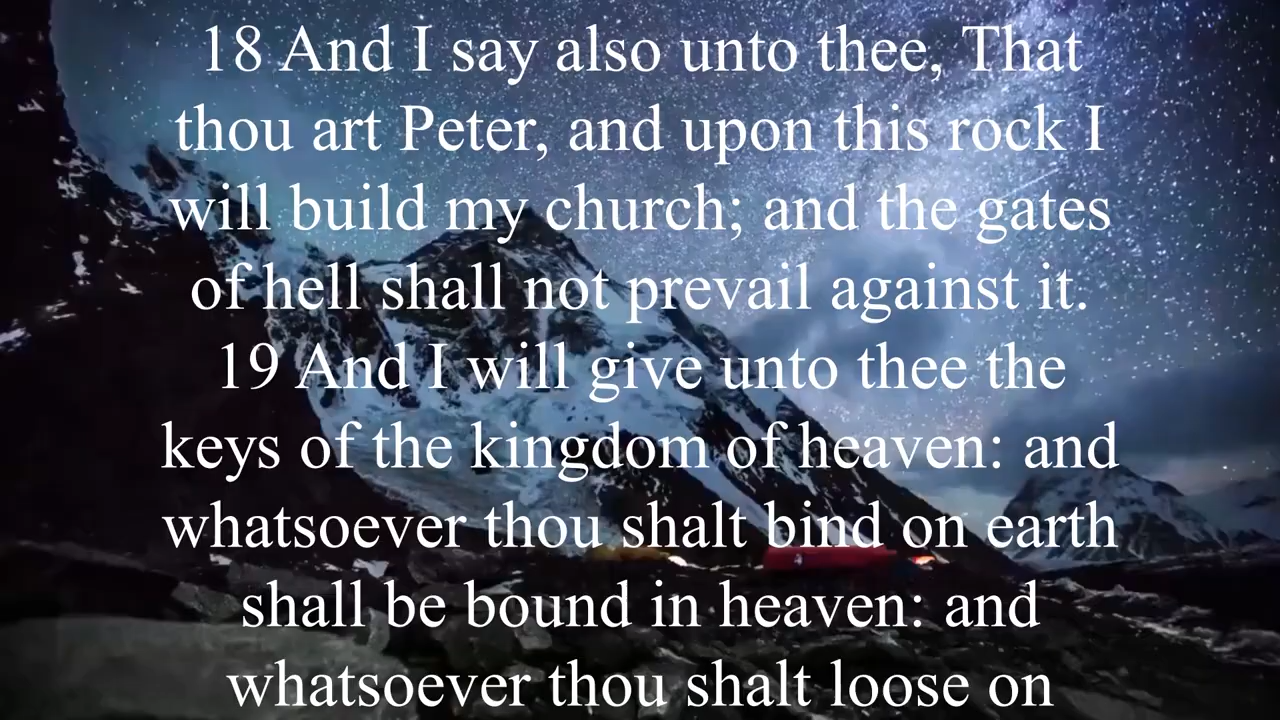 18 And I say also unto thee, That
thou art Peter, and upon this rock I
will build my church; and the gates
of hell shall not prevail against it.
19 And I will give unto thee the
keys of the kingdom of heaven: and
whatsoever thou shalt bind on earth
shall be bound in heaven: and
whatsoever thou shalt loose on